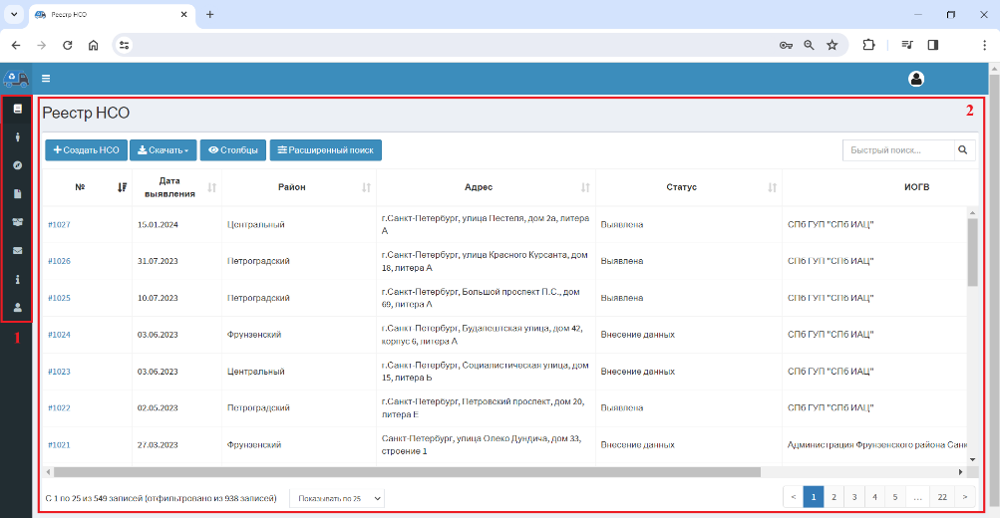 Реестр НСО
Реестр НСО
2
Создать НСО Скачать Столбцы Расширенный поиск Быстрый поиск...
№ Дата выявления Район Адрес Статус ИОГВ
#1027 15.01.2024 Центральный г.Санкт-Петербург, улица Пестеля, дом 2а, литера Выявлена СПб ГУП "СПб ИАЦ"
А
#1026 31.07.2023 Петроградский г.Санкт-Петербург, улица Красного Курсанта, дом Выявлена СПб ГУП "СПб ИАЦ"
18, литера А
#1025 10.07.2023 Петроградский г.Санкт-Петербург, Большой проспект П.С., дом Выявлена СПб ГУП "СПб ИАЦ"
69, литера А
#1024 03.06.2023 Фрунзенский г.Санкт-Петербург, Будапештская улица, дом 42, Внесение данных СПб ГУП "СПб ИАЦ"
корпус 6, литера А
1
#1023 03.06.2023 Центральный г.Санкт-Петербург, Социалистическая улица, дом Внесение данных СПб ГУП "СПб ИАЦ"
15, литера Б
#1022 02.05.2023 Петроградский г.Санкт-Петербург, Петровский проспект, дом 20, Выявлена СПб ГУП "СПб ИАЦ"
литера Е
#1021 27.03.2023 Фрунзенский Санкт-Петербург, улица Олеко Дундича, дом 33, Внесение данных Администрация Фрунзенского района Санк
строение 1
С 1 по 25 из 549 записей (отфильтровано из 938 записей) Показывать по 25 < 1 2 3 4 5 ... 22 >